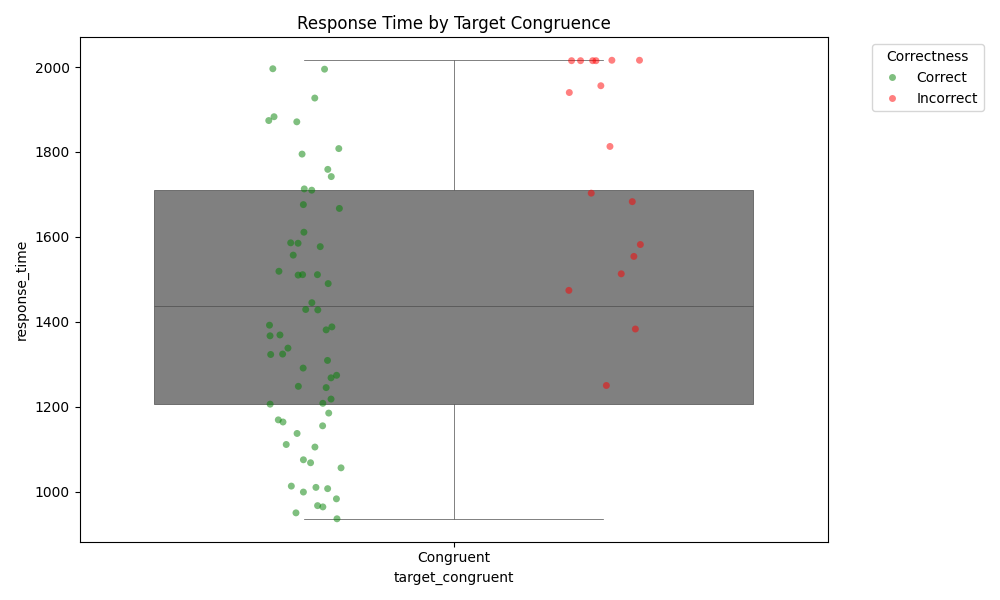 Response Time by Target Congruence
Correctness
Correct
Incorrect
response_time
2000
1800
1600
1400
1200
1000
Congruent
target_congruent